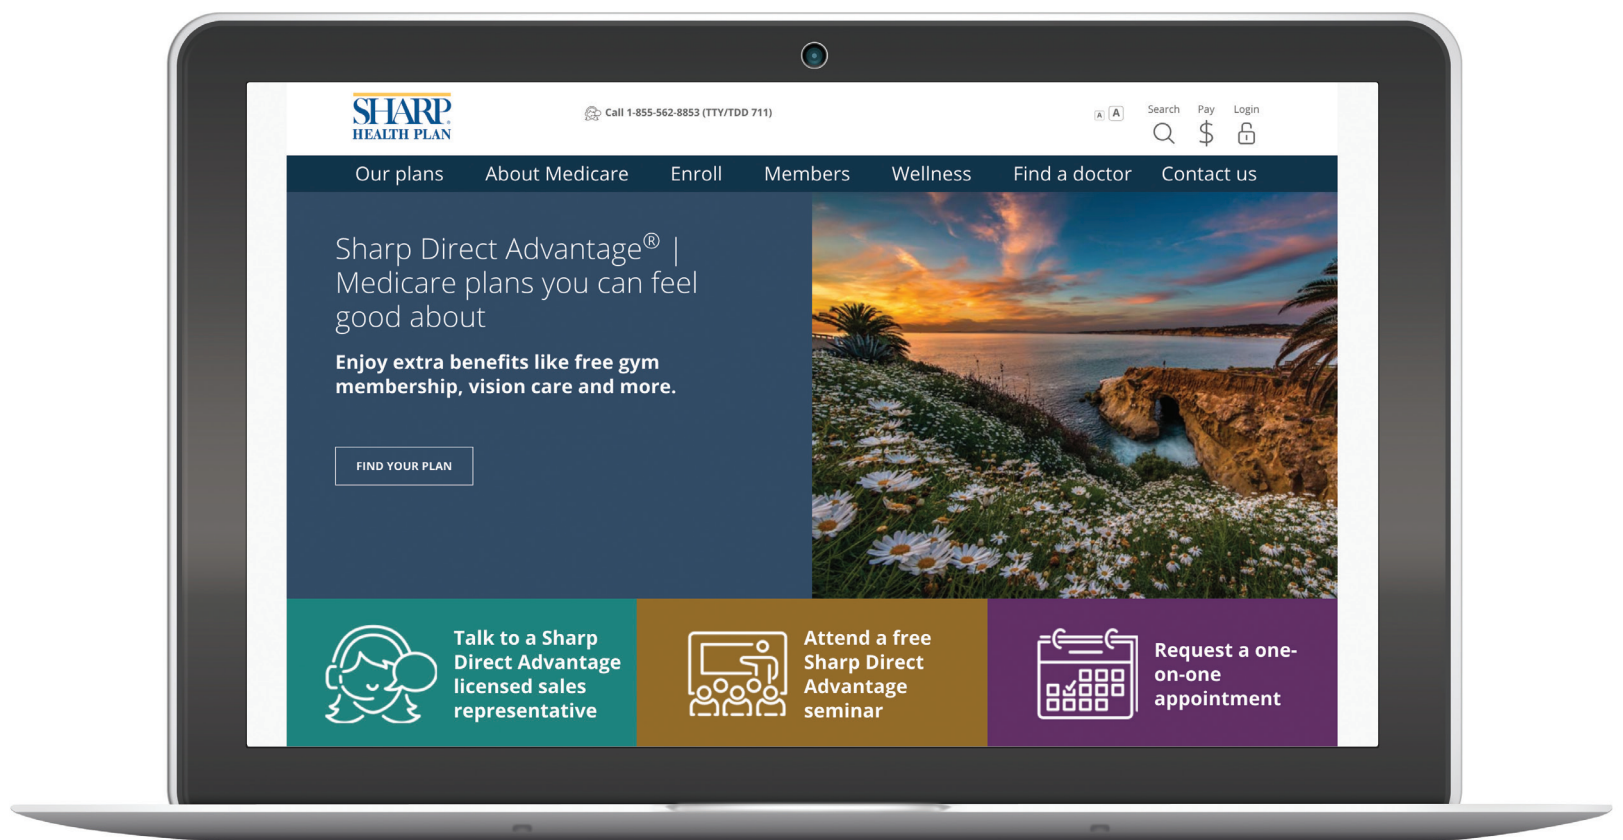 SHARP®
HEALTH PLAN
Call 1-855-562-8853 (TTY/TDD 711)
A A
Search Pay Login
$
Our plans About Medicare Enroll Members Wellness Find a doctor Contact us
Sharp Direct Advantage® |
Medicare plans you can feel
good about
Enjoy extra benefits like free gym
membership, vision care and more.
FIND YOUR PLAN
Talk to a Sharp
Direct Advantage
licensed sales
representative
Attend a free
Sharp Direct
Advantage
seminar
Request a one-
on-one
appointment